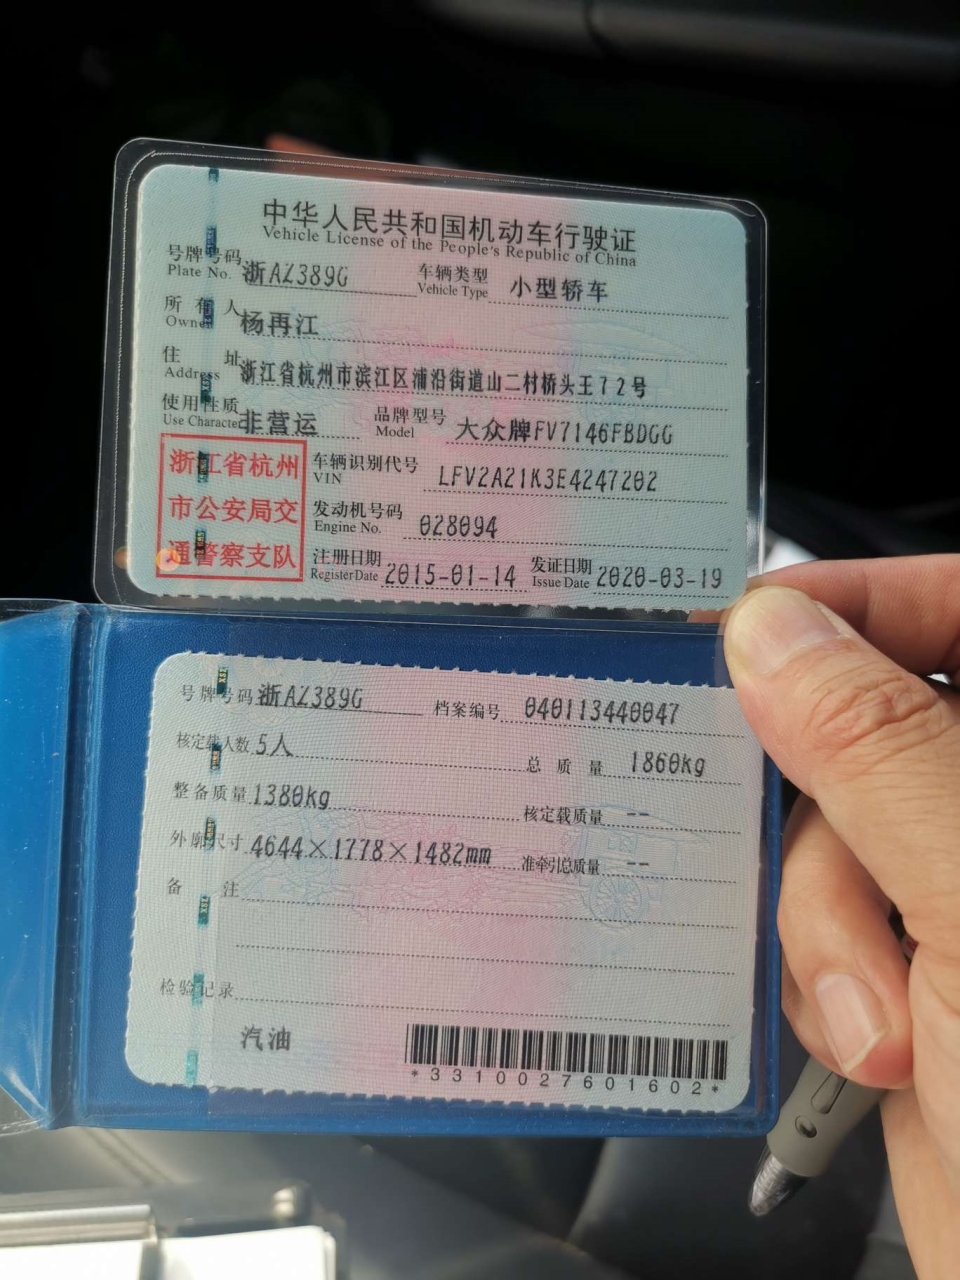 中华人民共和国机动车行驶证
Vehicle License of the People's Republic of China
号牌号码 Plate No. 浙AZ389G 车辆类型 Vehicle Type 小型轿车
所有人 Owner 杨再江
住址 Address 浙江省杭州市滨江区浦沿街道山二村桥头王72号
使用性质 Use Character 非营运 品牌型号 Model 大众牌FV7146FBDGG
浙江省杭州市公安局交通警察支队
车辆识别代号 VIN LFV2A21K3E4247202
发动机号码 Engine No. 028094
注册日期 Register Date 2015-01-14 发证日期 Issue Date 2020-03-19
号牌号码 浙AZ389G 档案编号 040113440047
核定载人数 5人 总质量 1860kg
整备质量 1380kg 核定载质量 --
外廓尺寸 4644×1778×1482mm 准牵引总质量 --
备注
检验记录
汽油
*3310027601602*